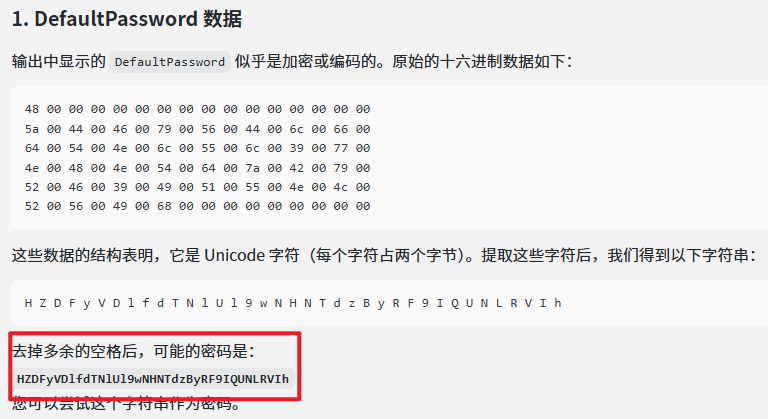 1. DefaultPassword 数据
输出中显示的 DefaultPassword 似乎是加密或编码的。原始的十六进制数据如下：
48 00 00 00 00 00 00 00 00 00 00 00 00 00 00 00
5a 00 44 00 46 00 79 00 56 00 44 00 6c 00 66 00
64 00 54 00 4e 00 6c 00 55 00 6c 00 39 00 77 00
4e 00 48 00 4e 00 54 00 64 00 7a 00 42 00 79 00
52 00 46 00 39 00 49 00 51 00 55 00 4e 00 4c 00
52 00 56 00 49 00 68 00 00 00 00 00 00 00 00 00
这些数据的结构表明，它是 Unicode 字符（每个字符占两个字节）。提取这些字符后，我们得到以下字符串：
H Z D F y V D l f d T N l U l 9 w N H N T d z B y R F 9 I Q U N L R V I h
去掉多余的空格后，可能的密码是：
HZDFyVDlfdTNlUl9wNHNTdzByRF9IQUNLRVIh
您可以尝试这个字符串作为密码。